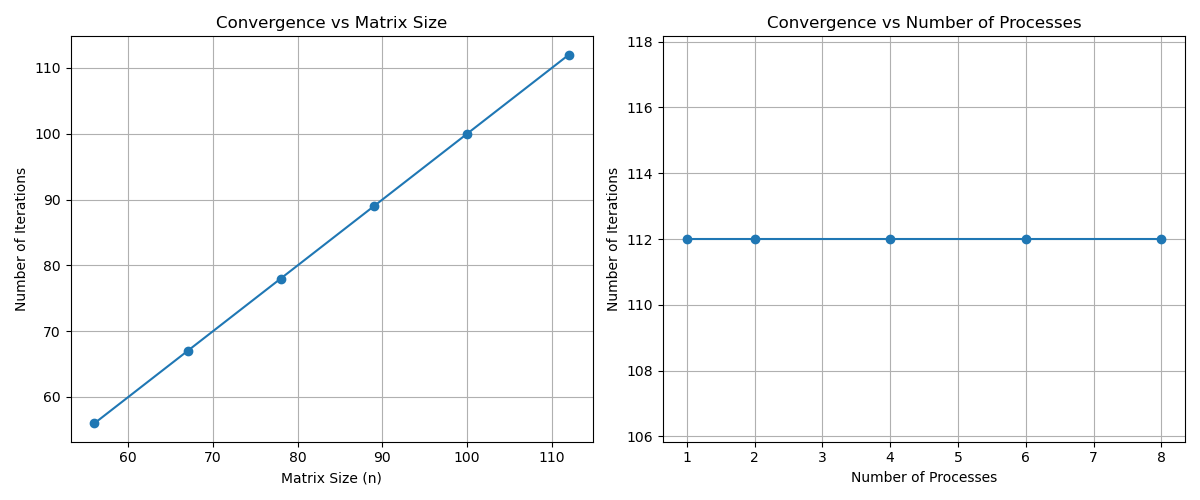 Convergence vs Matrix Size
110
100
90
80
70
60
Number of Iterations
60 70 80 90 100 110
Matrix Size (n)
Convergence vs Number of Processes
118
116
114
112
110
108
106
Number of Iterations
1 2 3 4 5 6 7 8
Number of Processes